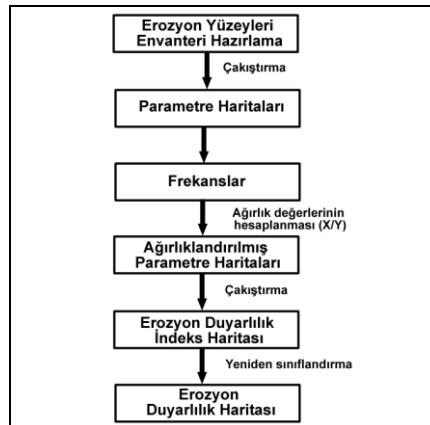 Erozyon Yüzeyleri
Envanteri Hazırlama
Çakıştırma
Parametre Haritaları
Frekanslar
Ağırlık değerlerinin
hesaplanması (X/Y)
Ağırlıklandırılmış
Parametre Haritaları
Çakıştırma
Erozyon Duyarlılık
İndeks Haritası
Yeniden sınıflandırma
Erozyon
Duyarlılık Haritası